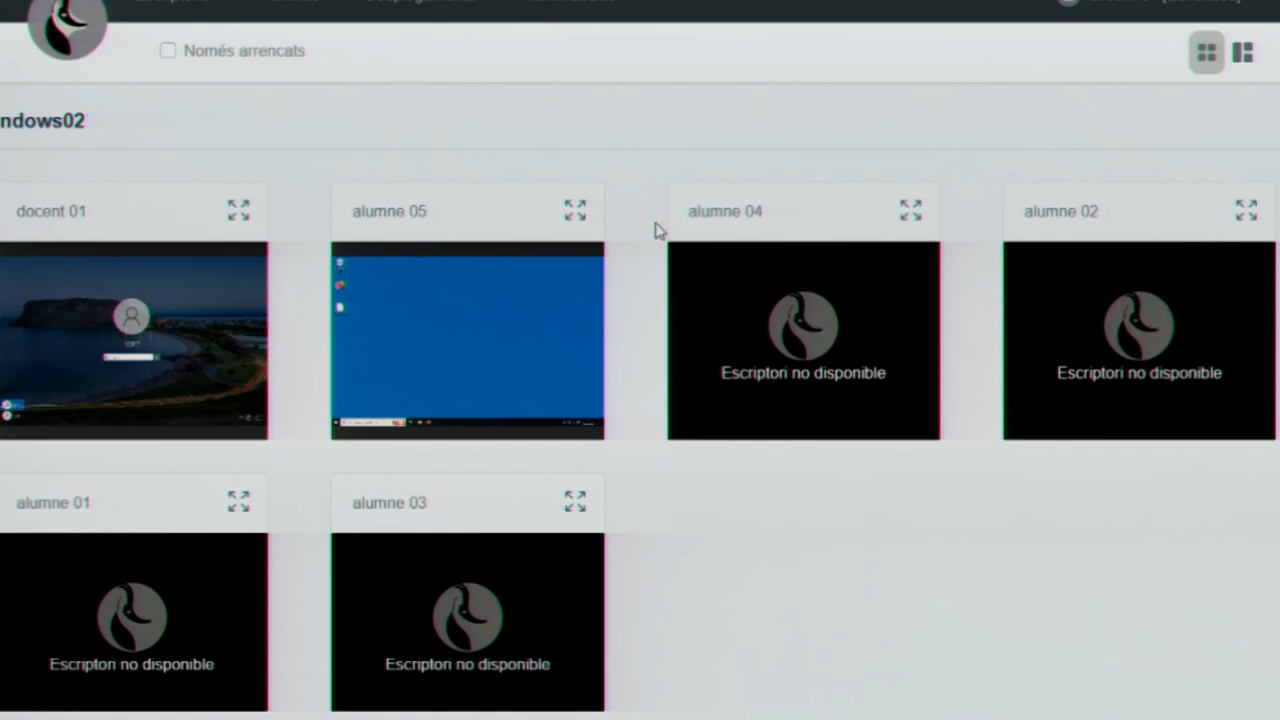 Només arrencats
ndows02
docent 01
alumne 05
alumne 04
alumne 02
Escriptori no disponible
Escriptori no disponible
alumne 01
alumne 03
Escriptori no disponible
Escriptori no disponible